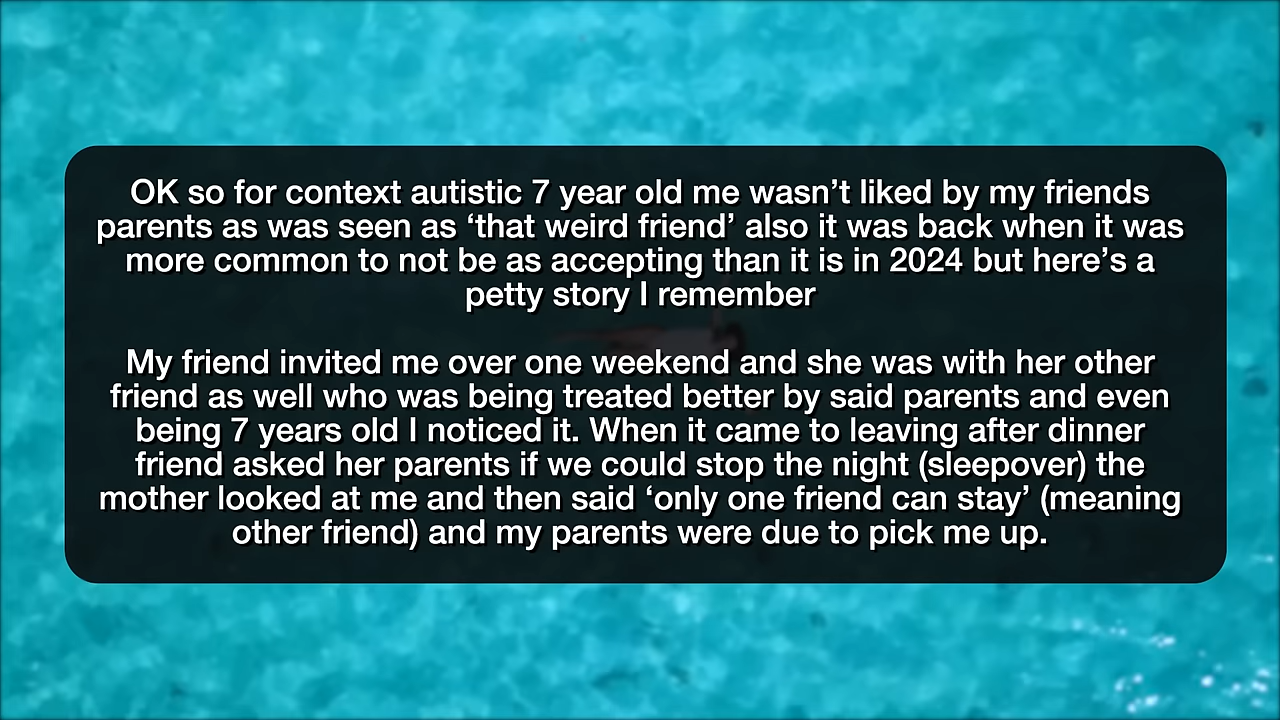 OK so for context autistic 7 year old me wasn’t liked by my friends
parents as was seen as ‘that weird friend’ also it was back when it was
more common to not be as accepting than it is in 2024 but here’s a
petty story I remember
My friend invited me over one weekend and she was with her other
friend as well who was being treated better by said parents and even
being 7 years old I noticed it. When it came to leaving after dinner
friend asked her parents if we could stop the night (sleepover) the
mother looked at me and then said ‘only one friend can stay’ (meaning
other friend) and my parents were due to pick me up.